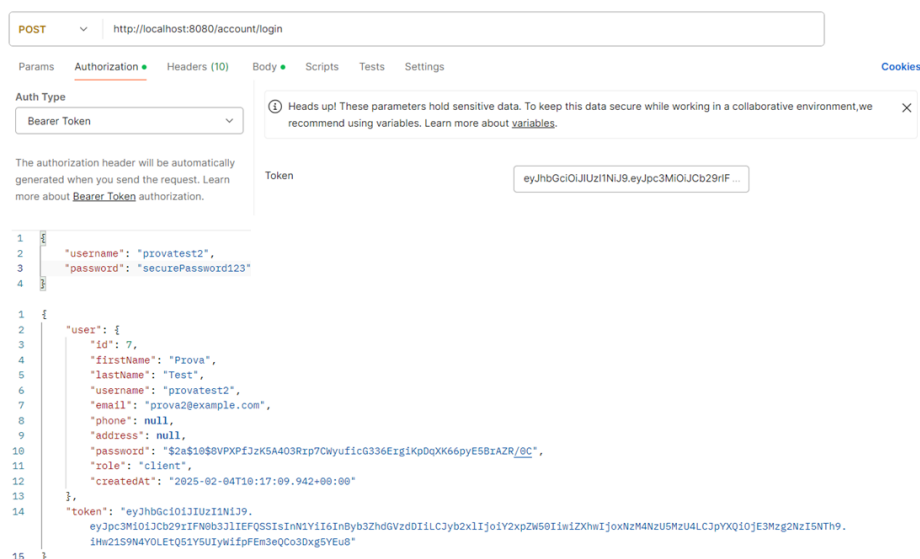 POST http://localhost:8080/account/login
Params Authorization Headers (10) Body Scripts Tests Settings Cookies
Auth Type
Bearer Token
Heads up! These parameters hold sensitive data. To keep this data secure while working in a collaborative environment,we
recommend using variables. Learn more about variables.
The authorization header will be automatically
generated when you send the request. Learn
more about Bearer Token authorization.
Token eyJhbGciOiJIUzI1NiJ9.eyJpc3MiOiJCb29rIF ...
1 {
2 "username": "provatest2",
3 "password": "securePassword123"
4 }
1 {
2 "user": {
3 "id": 7,
4 "firstName": "Prova",
5 "lastName": "Test",
6 "username": "provatest2",
7 "email": "prova2@example.com",
8 "phone": null,
9 "address": null,
10 "password": "$2a$10$8VPXPfJzK5A4O3Rrp7CWyuficG336ErgiKpDqXK66pyE5BrAZR/0C",
11 "role": "client",
12 "createdAt": "2025-02-04T10:17:09.942+00:00"
13 },
14 "token": "eyJhbGciOiJIUzI1NiJ9.
eyJpc3MiOiJCb29rIFN0b3JlIEFQSSIsInN1YiI6InByb3ZhdGVzdDIiLCJyb2xlIjoiY2xpZW50IiwiZXhwIjoxNzM4NzU5MzU4LCJpYXQiOjE3Mzg2NzI5NTh9.
iHw21S9N4YOLEtQ51Y5UIyWifpFEm3eQCo3Dxg5YEu8"
15 }